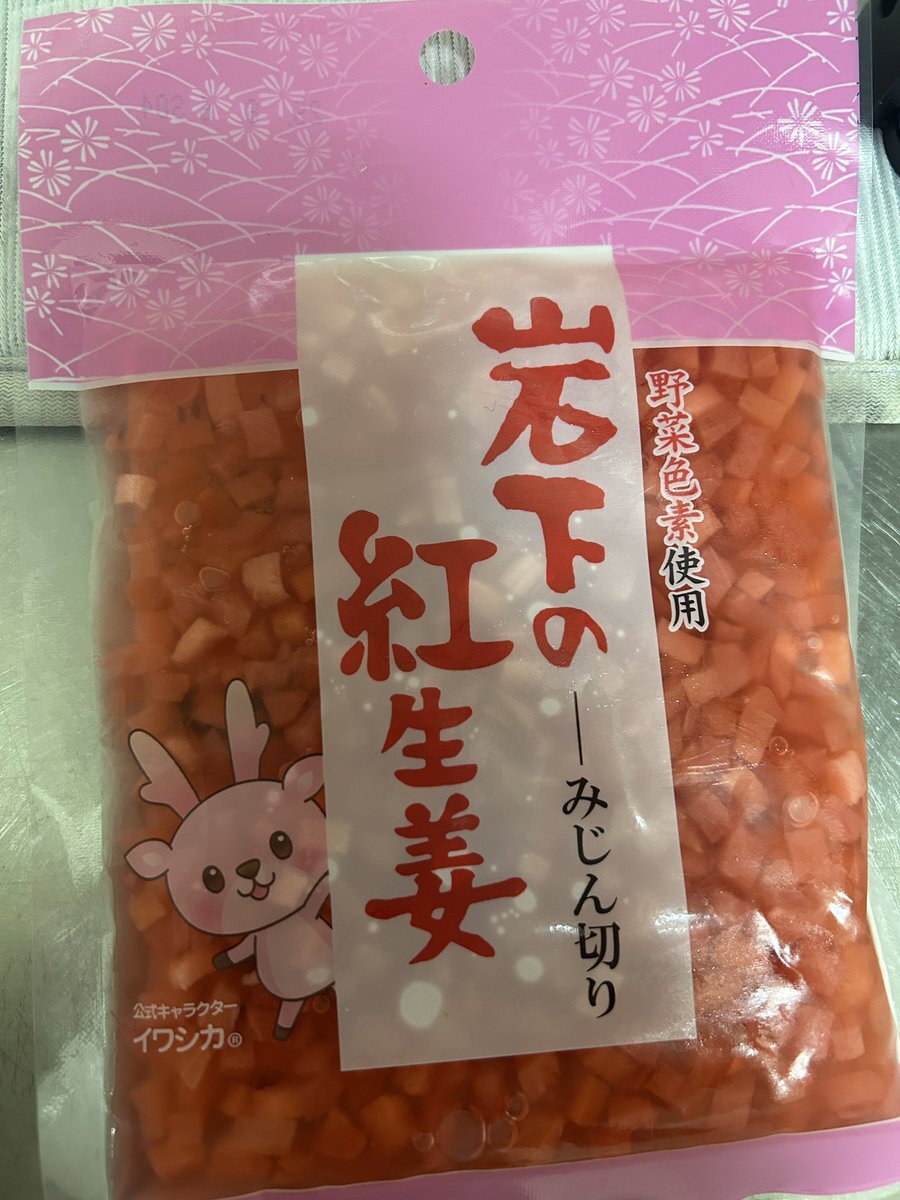 岩下の
紅生姜
みじん切り
野菜色素使用
公式キャラクター
イワシカ®